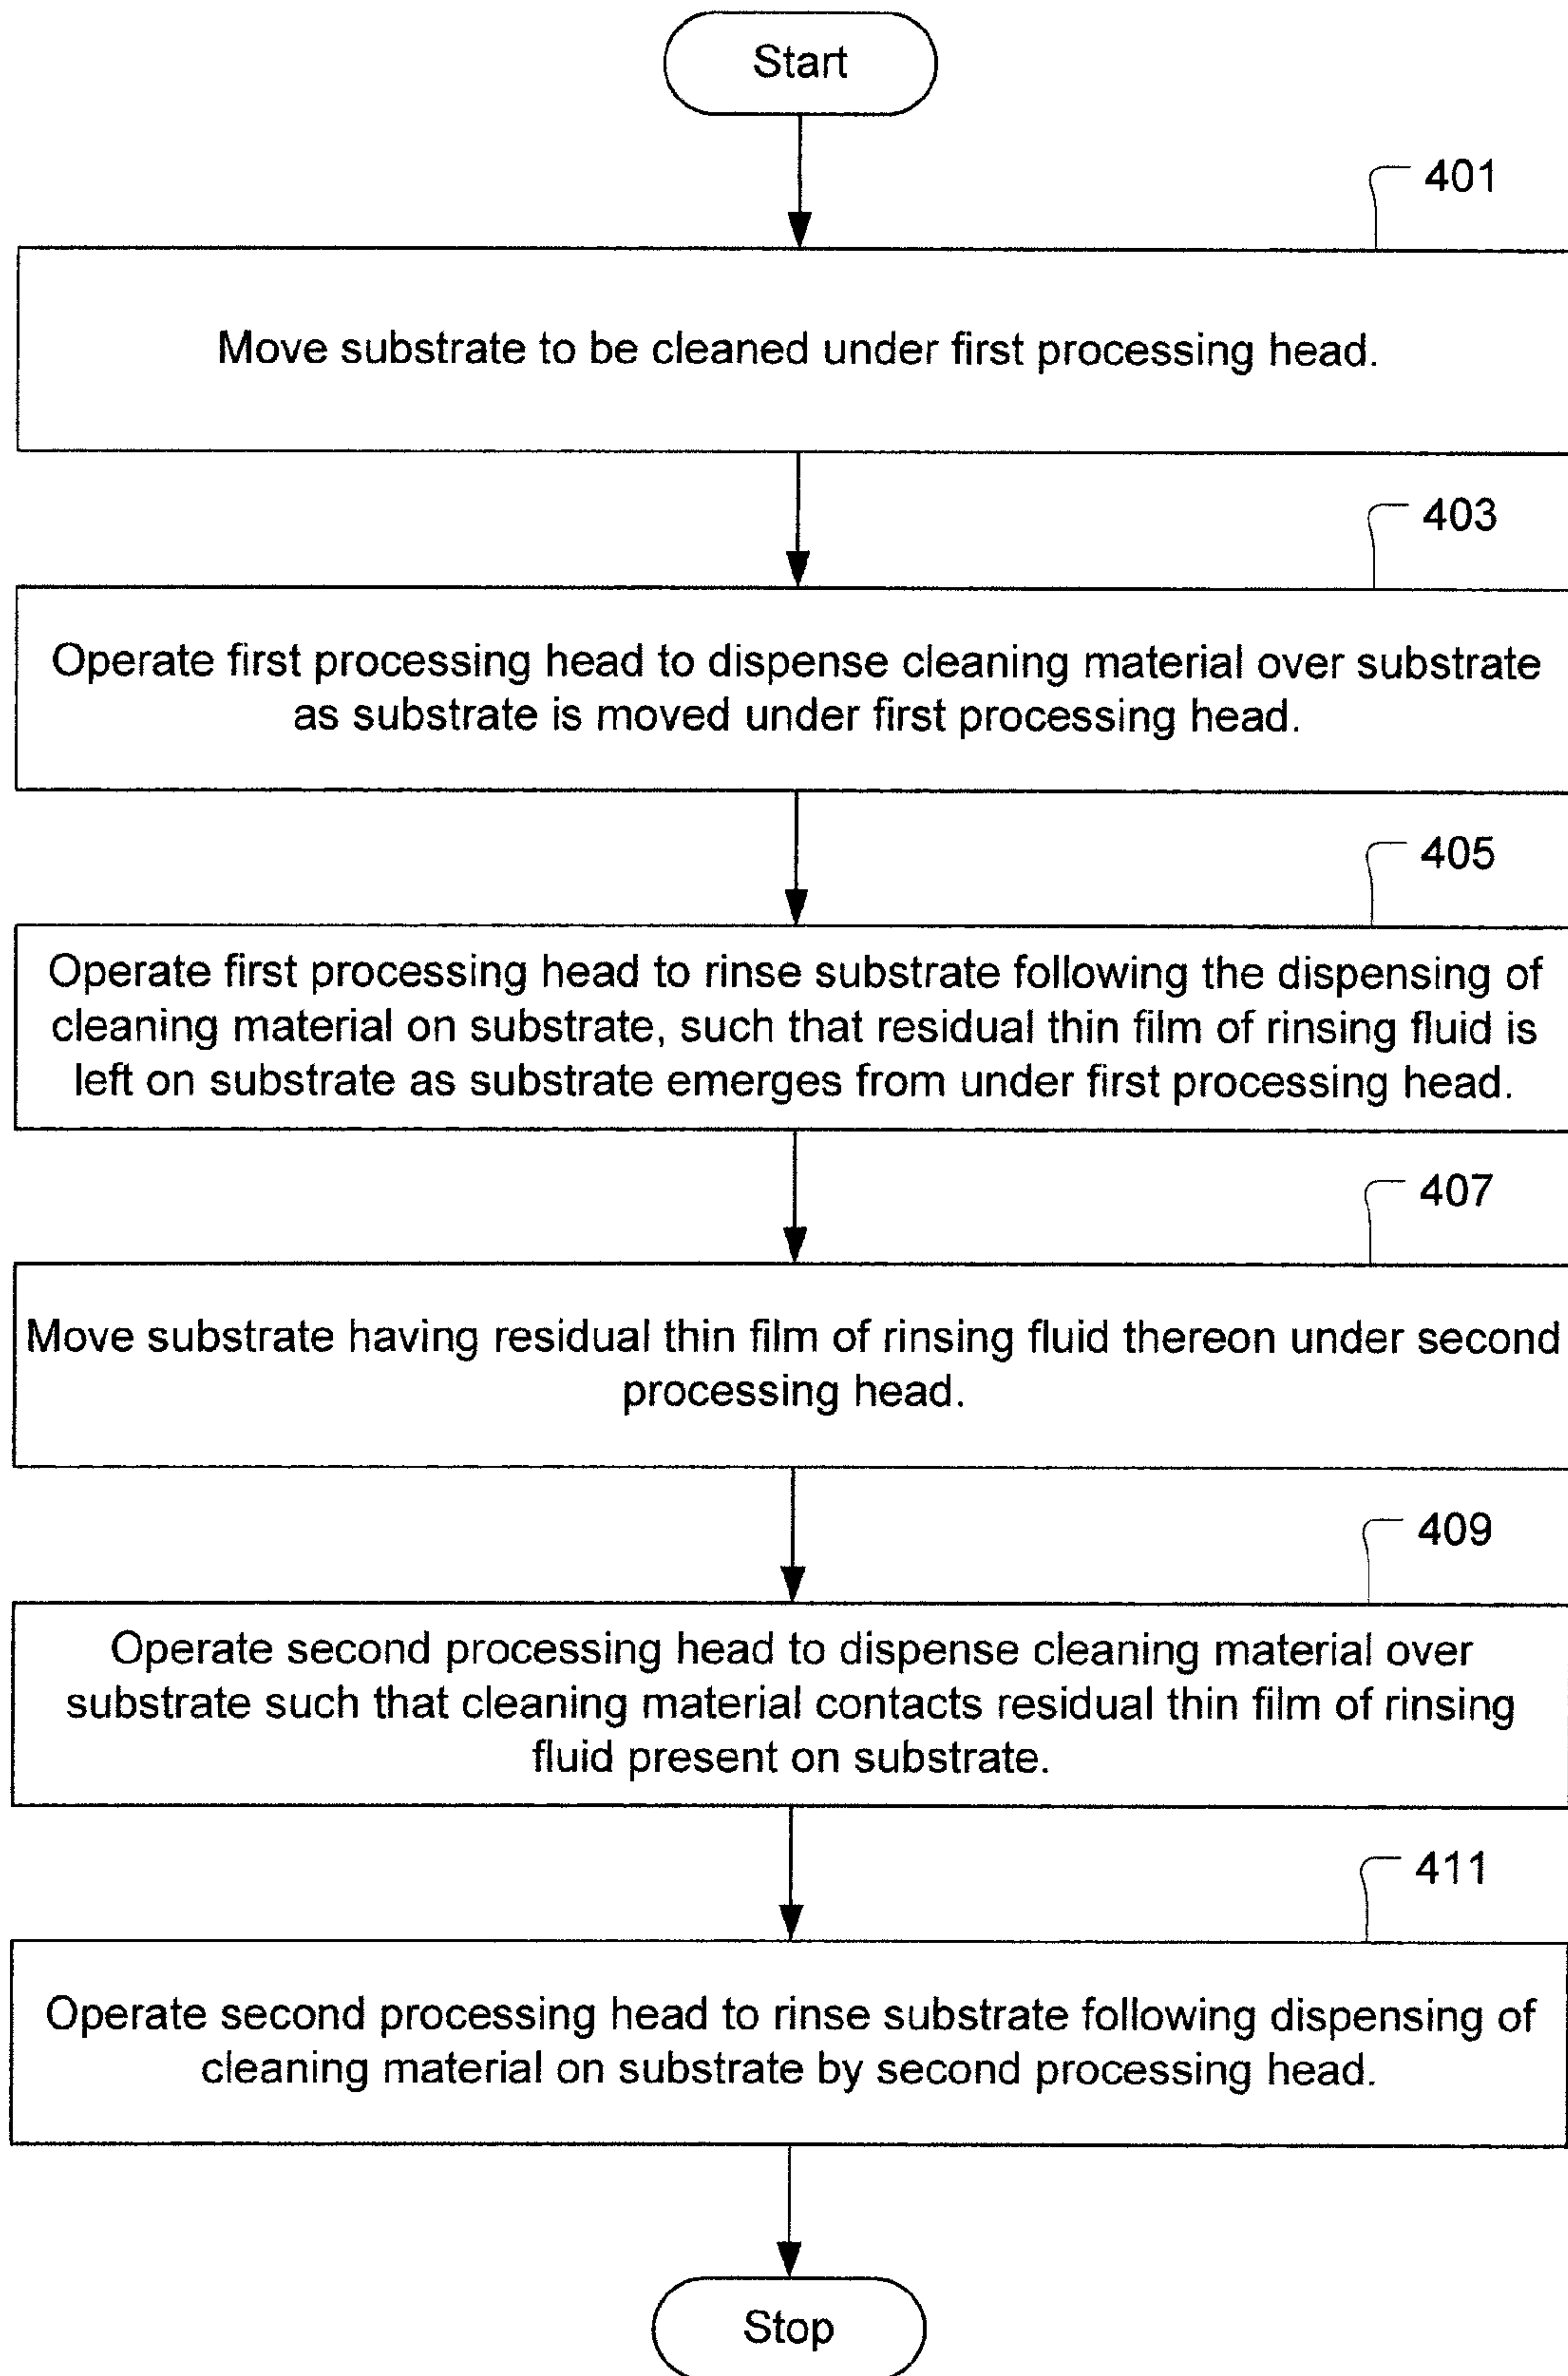 Start
401
Move substrate to be cleaned under first processing head.
403
Operate first processing head to dispense cleaning material over substrate
as substrate is moved under first processing head.
405
Operate first processing head to rinse substrate following the dispensing of
cleaning material on substrate, such that residual thin film of rinsing fluid is
left on substrate as substrate emerges from under first processing head.
407
Move substrate having residual thin film of rinsing fluid thereon under second
processing head.
409
Operate second processing head to dispense cleaning material over
substrate such that cleaning material contacts residual thin film of rinsing
fluid present on substrate.
411
Operate second processing head to rinse substrate following dispensing of
cleaning material on substrate by second processing head.
Stop